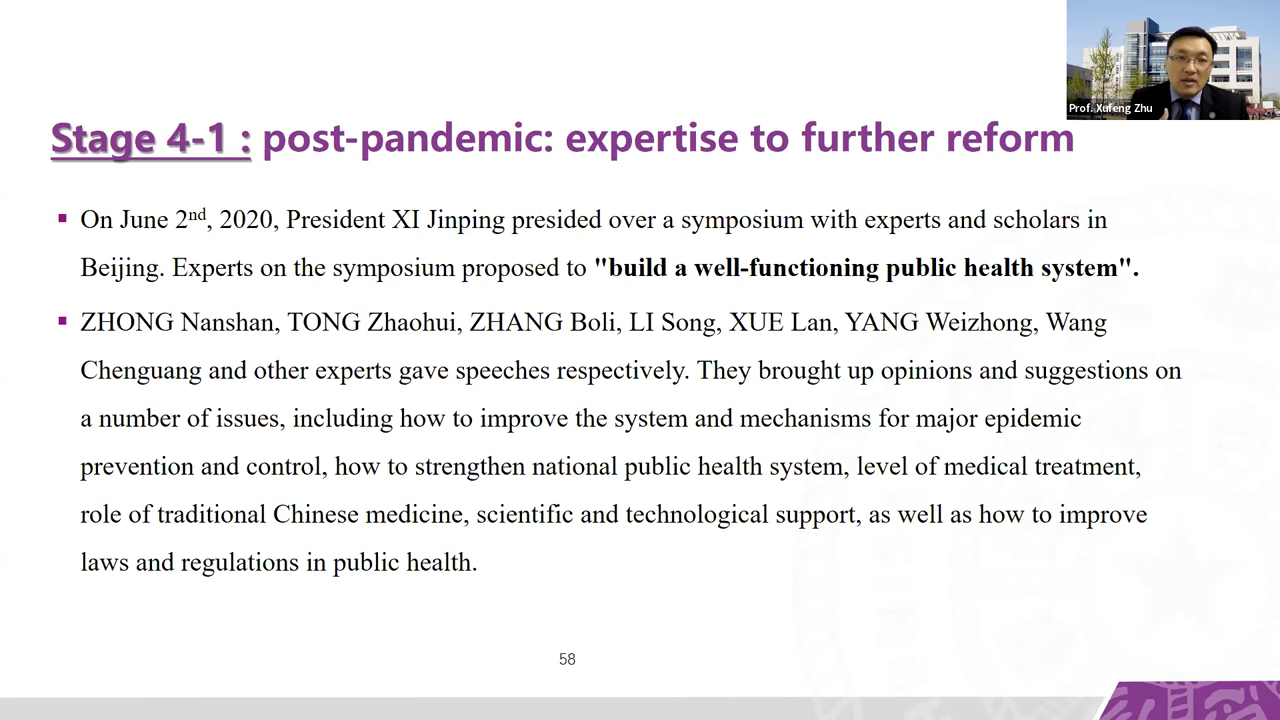 Prof. Xufeng Zhu
Stage 4-1 : post-pandemic: expertise to further reform
On June 2nd, 2020, President XI Jinping presided over a symposium with experts and scholars in
Beijing. Experts on the symposium proposed to "build a well-functioning public health system".
ZHONG Nanshan, TONG Zhaohui, ZHANG Boli, LI Song, XUE Lan, YANG Weizhong, Wang
Chenguang and other experts gave speeches respectively. They brought up opinions and suggestions on
a number of issues, including how to improve the system and mechanisms for major epidemic
prevention and control, how to strengthen national public health system, level of medical treatment,
role of traditional Chinese medicine, scientific and technological support, as well as how to improve
laws and regulations in public health.
58